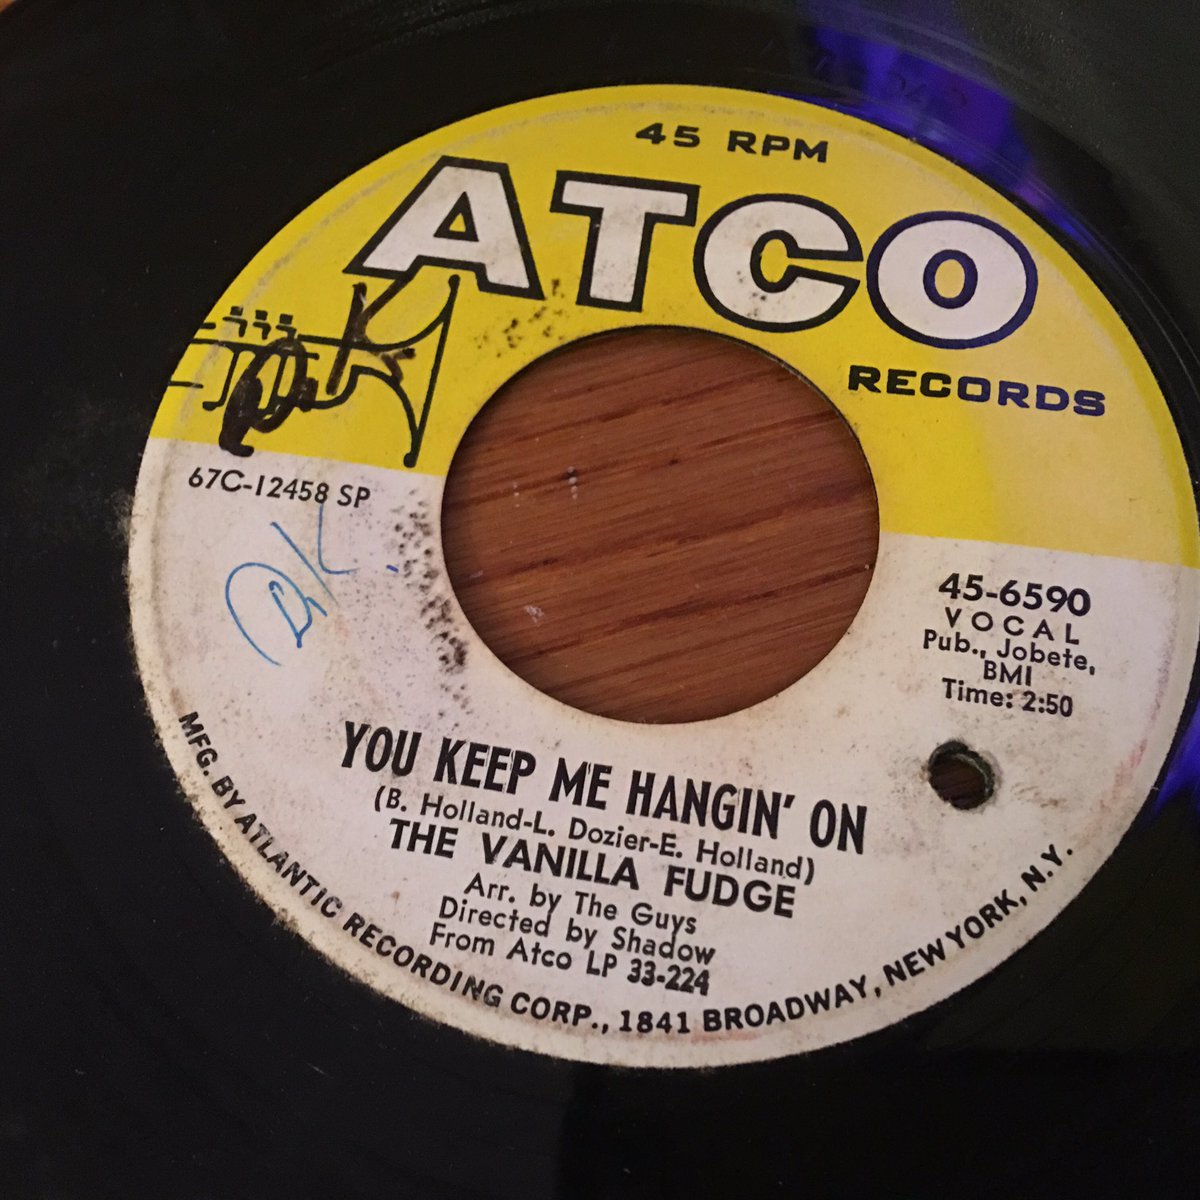 45 RPM
ATCO
RECORDS
67C-12458 SP
45-6590
VOCAL
Pub., Jobete,
BMI
Time: 2:50
YOU KEEP ME HANGIN' ON
(B. Holland-L. Dozier-E. Holland)
THE VANILLA FUDGE
Arr. by The Guys
Directed by Shadow
From Atco LP 33-224
MFG. BY ATLANTIC RECORDING CORP., 1841 BROADWAY, NEW YORK, N.Y.